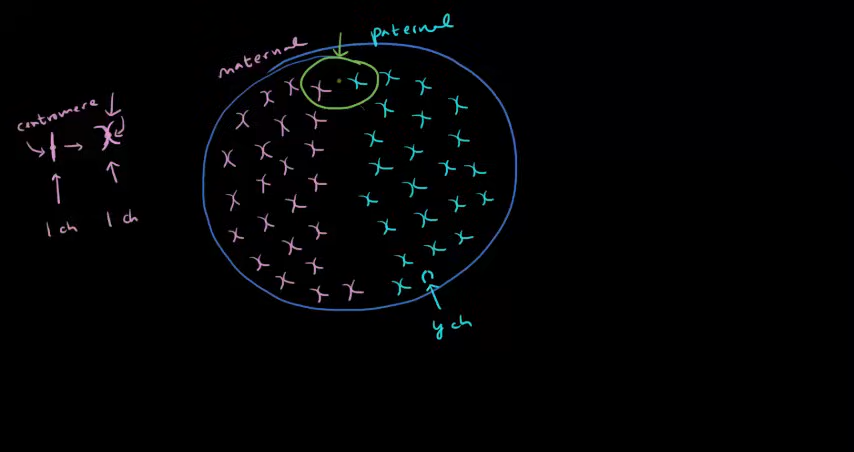 paternal
maternal
centromere
1 ch
1 ch
y ch